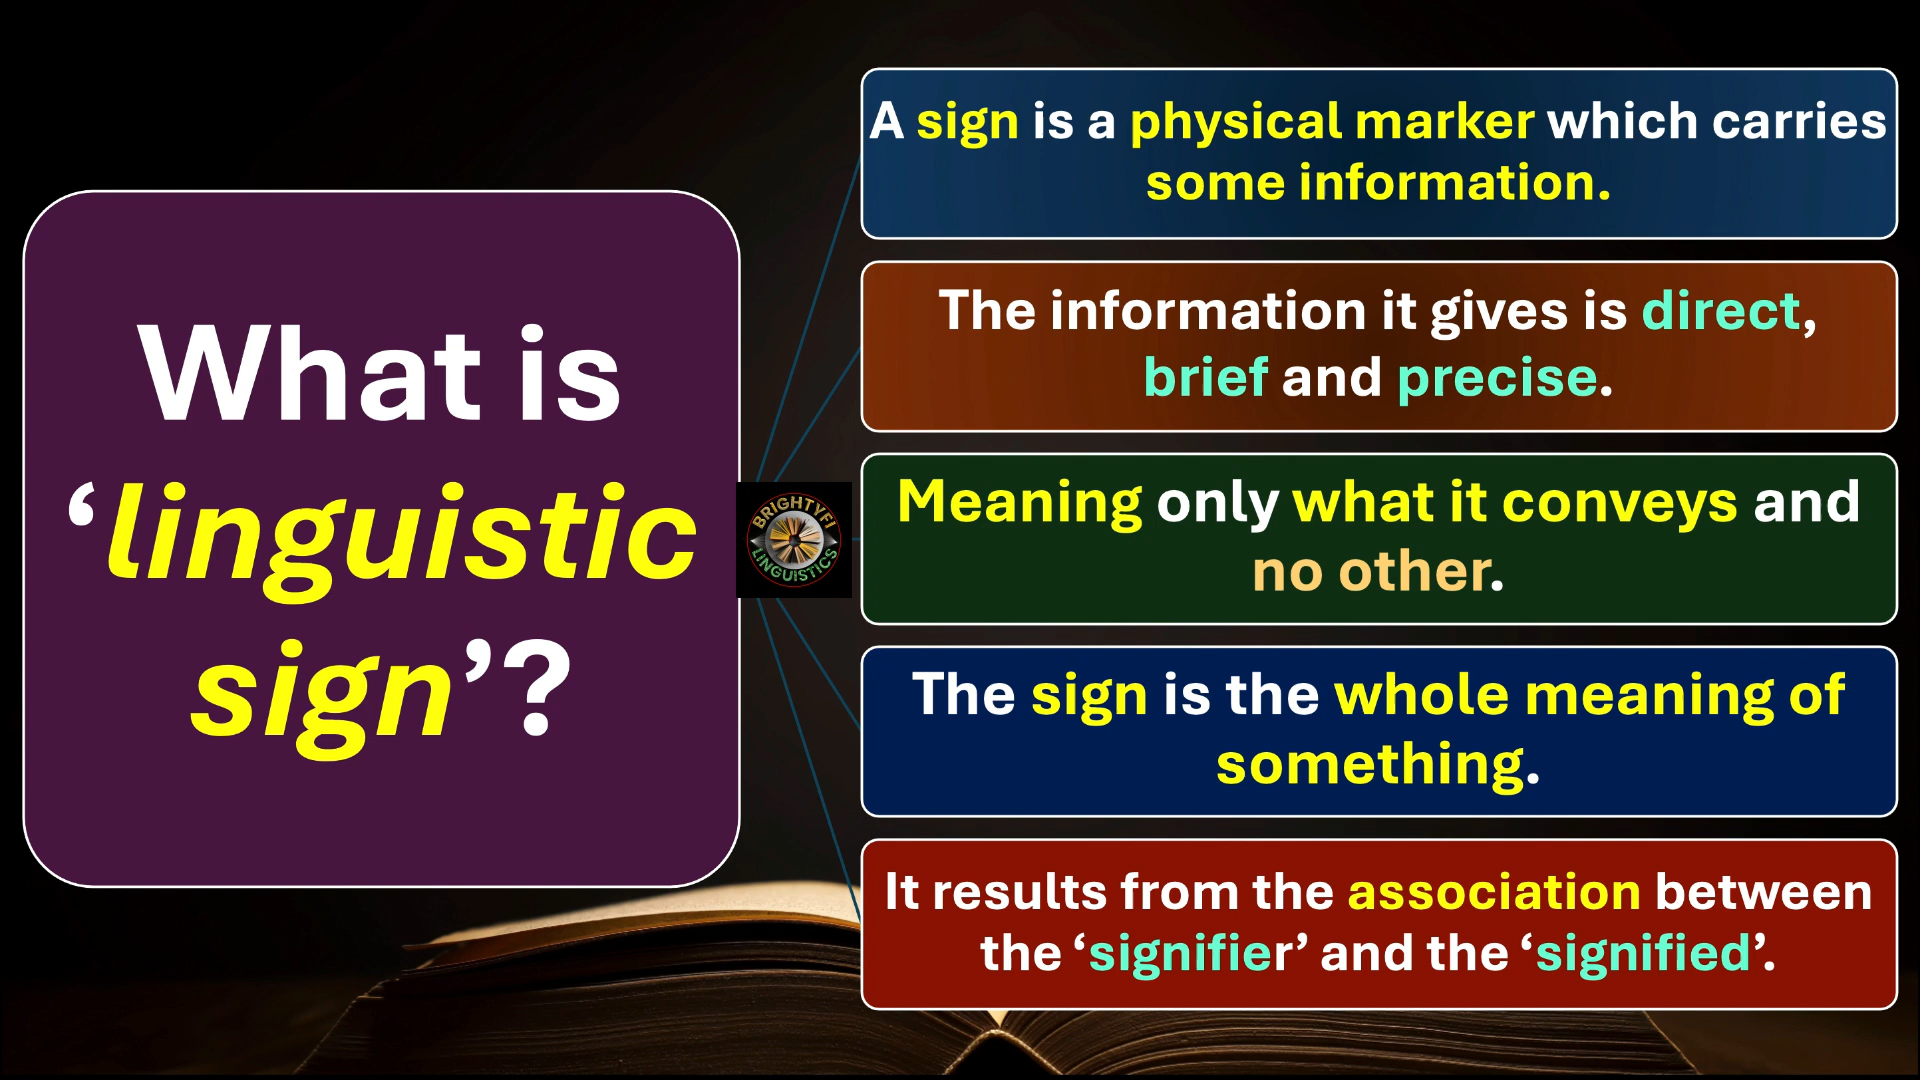 What is
‘linguistic
sign’?
BRIGHTYFI
LINGUISTICS
A sign is a physical marker which carries
some information.
The information it gives is direct,
brief and precise.
Meaning only what it conveys and
no other.
The sign is the whole meaning of
something.
It results from the association between
the ‘signifier’ and the ‘signified’.